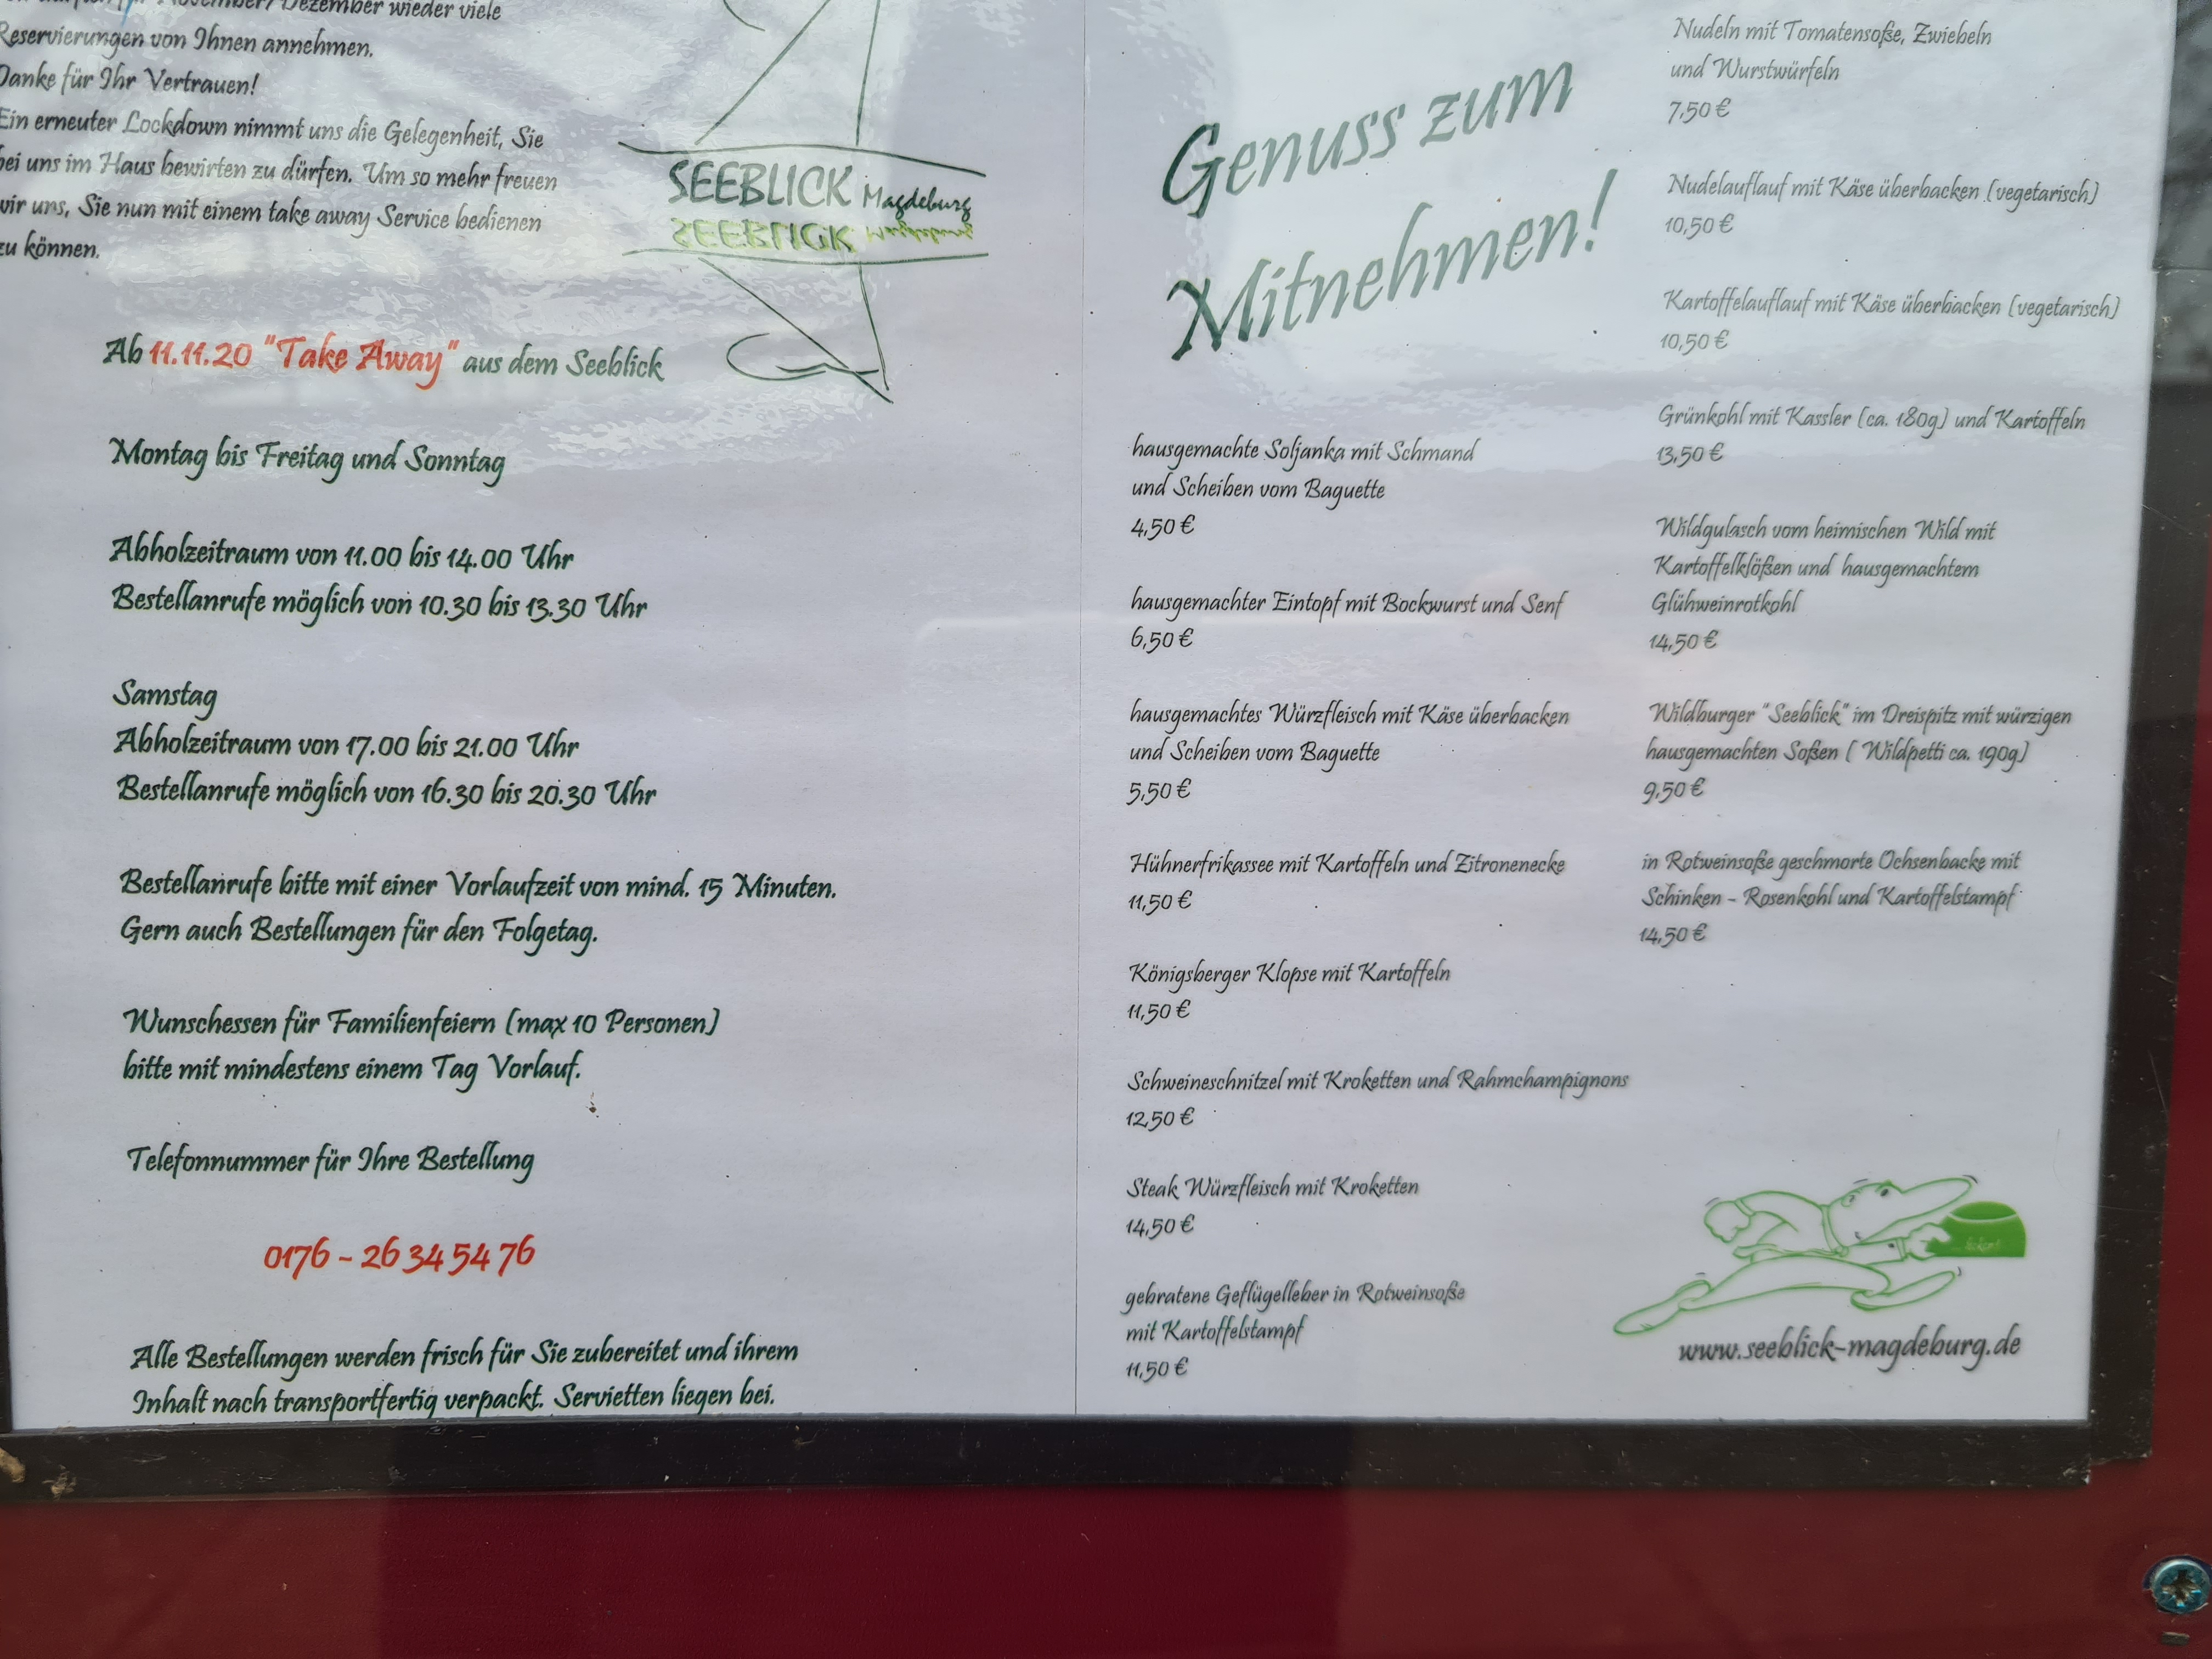 November/Dezember wieder viele
Reservierungen von Ihnen annehmen.
Danke für Ihr Vertrauen!
Ein erneuter Lockdown nimmt uns die Gelegenheit, Sie
bei uns im Haus bewirten zu dürfen. Um so mehr freuen
wir uns, Sie nun mit einem take away Service bedienen
zu können.
SEEBLICK Magdeburg
SEEBLICK Magdeburg
Ab 11.11.20 "Take Away" aus dem Seeblick
Montag bis Freitag und Sonntag
Abholzeitraum von 11.00 bis 14.00 Uhr
Bestellanrufe möglich von 10.30 bis 13.30 Uhr
Samstag
Abholzeitraum von 17.00 bis 21.00 Uhr
Bestellanrufe möglich von 16.30 bis 20.30 Uhr
Bestellanrufe bitte mit einer Vorlaufzeit von mind. 15 Minuten.
Gern auch Bestellungen für den Folgetag.
Wunschessen für Familienfeiern (max 10 Personen)
bitte mit mindestens einem Tag Vorlauf.
Telefonnummer für Ihre Bestellung
0176 - 26 34 54 76
Alle Bestellungen werden frisch für Sie zubereitet und ihrem
Inhalt nach transportfertig verpackt. Servietten liegen bei.
Genuss zum
Mitnehmen!
hausgemachte Soljanka mit Schmand
und Scheiben vom Baguette
4,50 €
hausgemachter Eintopf mit Bockwurst und Senf
6,50 €
hausgemachtes Würzfleisch mit Käse überbacken
und Scheiben vom Baguette
5,50 €
Hühnerfrikassee mit Kartoffeln und Zitronenecke
11,50 €
Königsberger Klopse mit Kartoffeln
11,50 €
Schweineschnitzel mit Kroketten und Rahmchampignons
12,50 €
Steak Würzfleisch mit Kroketten
14,50 €
gebratene Geflügelleber in Rotweinsoße
mit Kartoffelstampf
11,50 €
Nudeln mit Tomatensoße, Zwiebeln
und Wurstwürfeln
7,50 €
Nudelauflauf mit Käse überbacken (vegetarisch)
10,50 €
Kartoffelauflauf mit Käse überbacken (vegetarisch)
10,50 €
Grünkohl mit Kassler (ca. 180g) und Kartoffeln
13,50 €
Wildgulasch vom heimischen Wild mit
Kartoffelklößen und hausgemachtem
Glühweinrotkohl
14,50 €
Wildburger "Seeblick" im Dreispitz mit würzigen
hausgemachten Soßen ( Wildpetti ca. 190g)
9,50 €
in Rotweinsoße geschmorte Ochsenbacke mit
Schinken - Rosenkohl und Kartoffelstampf
14,50 €
www.seeblick-magdeburg.de